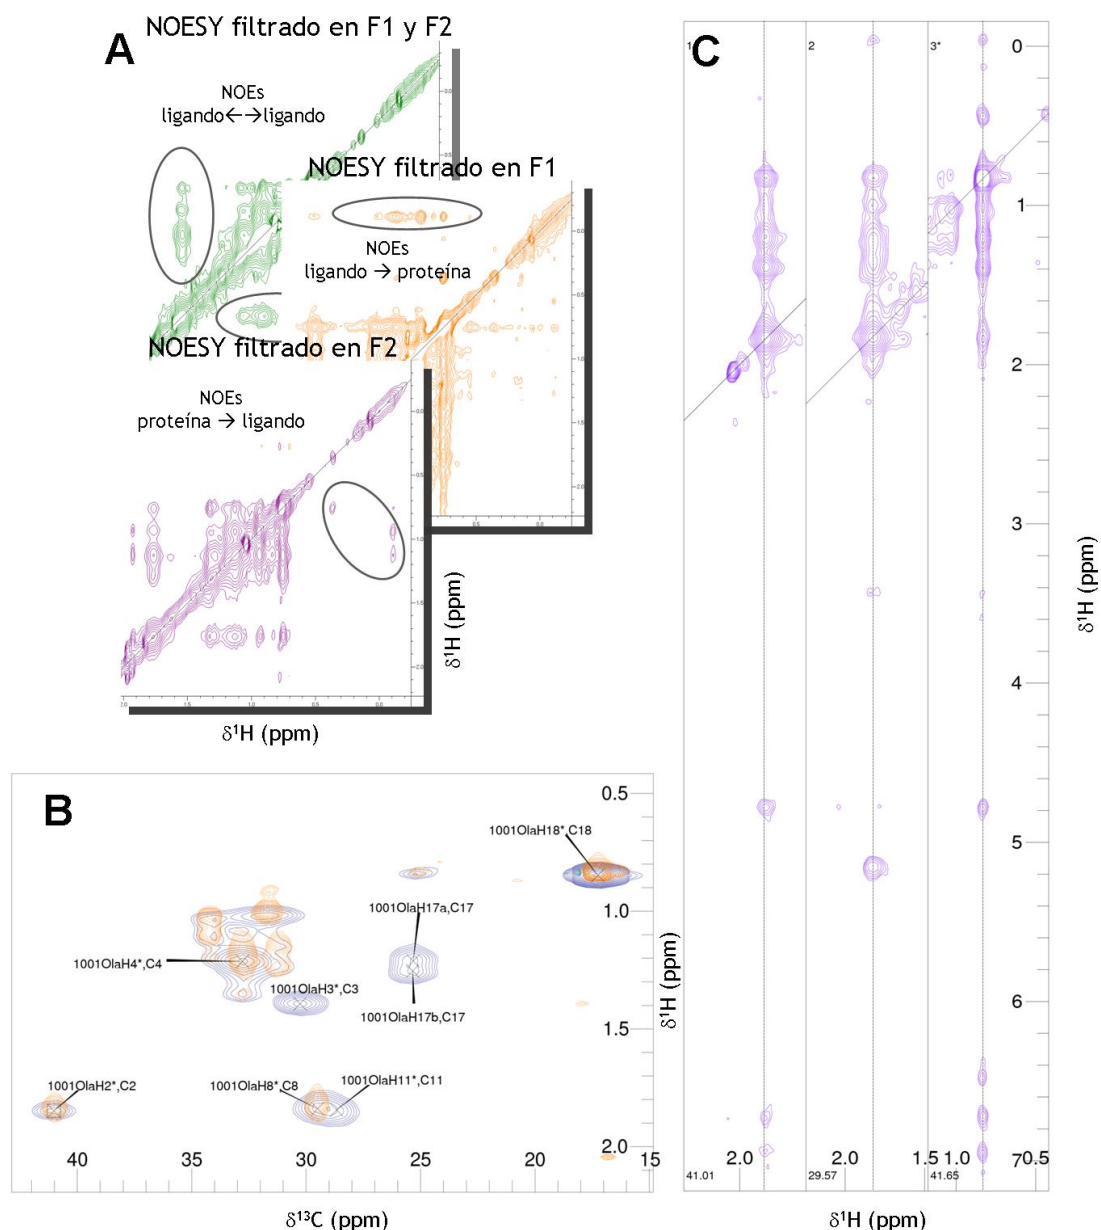 A
NOESY filtrado en F1 y F2
NOEs
ligando←→ligando
NOESY filtrado en F1
NOEs
ligando → proteína
NOESY filtrado en F2
NOEs
proteína → ligando
δ¹H (ppm)
δ¹H (ppm)
B
1001OlaH18*,C18
1001OlaH17a,C17
1001OlaH4*,C4
1001OlaH3*,C3
1001OlaH17b,C17
1001OlaH2*,C2
1001OlaH8*,C8
1001OlaH11*,C11
0.5
1.0
1.5
2.0
40 35 30 25 20 15
δ¹³C (ppm)
δ¹H (ppm)
C
1
2
3*
0
1
2
3
4
5
6
7
2.0 2.0 1.5 1.0 0.5
41.01 29.57 41.65
δ¹H (ppm)
δ¹H (ppm)